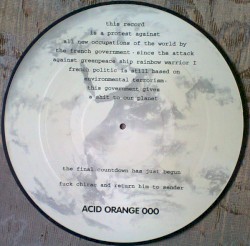 this record
is a protest against
all new occupations of the world by
the french government - since the attack
against greenpeace ship rainbow warrior I
french politic is still based on
environmental terrorism.
this government gives
a shit to our planet
the final countdown has just begun
fuck chirac and return him to sender
ACID ORANGE 000